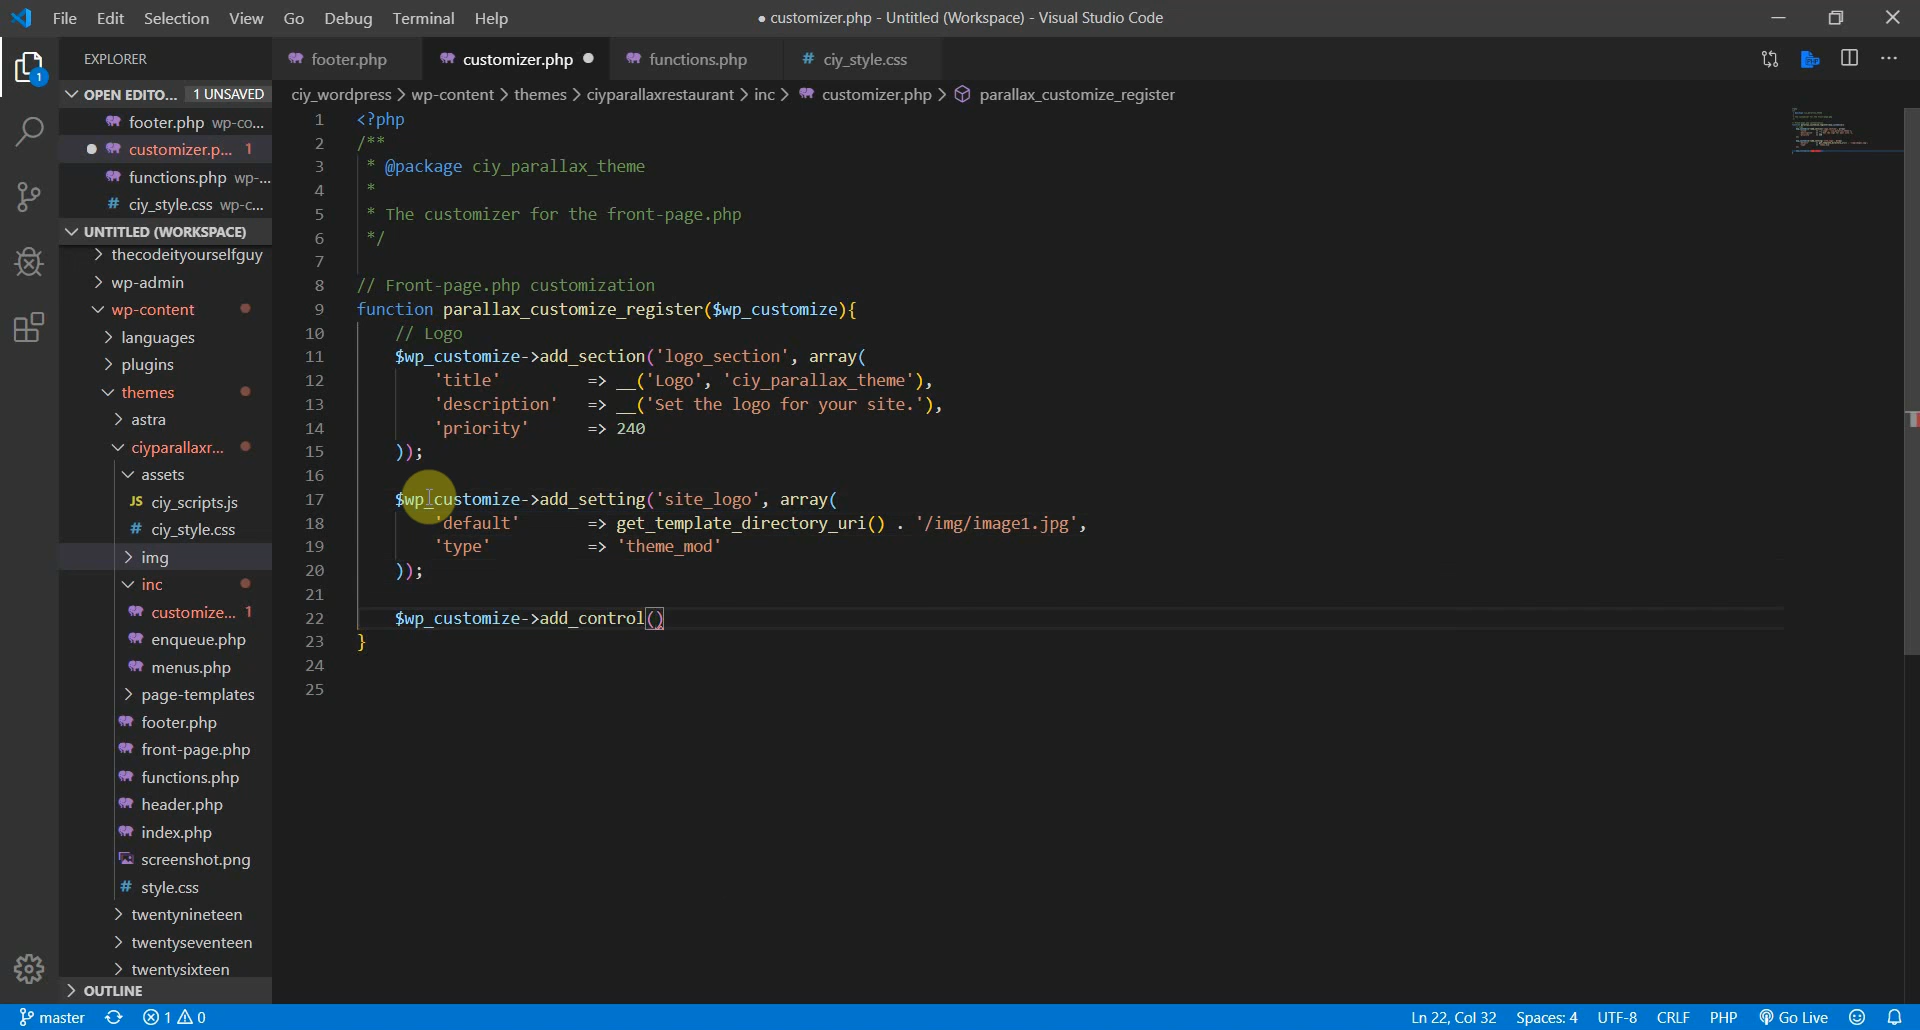 File Edit Selection View Go Debug Terminal Help
● customizer.php - Untitled (Workspace) - Visual Studio Code
EXPLORER
OPEN EDITO... 1 UNSAVED
footer.php wp-co...
customizer.p... 1
functions.php wp-...
ciy_style.css wp-c...
UNTITLED (WORKSPACE)
thecodeityourselfguy
wp-admin
wp-content
languages
plugins
themes
astra
ciyparallaxr...
assets
ciy_scripts.js
ciy_style.css
img
inc
customize... 1
enqueue.php
menus.php
page-templates
footer.php
front-page.php
functions.php
header.php
index.php
screenshot.png
style.css
twentynineteen
twentyseventeen
twentysixteen
OUTLINE
footer.php customizer.php functions.php ciy_style.css
ciy_wordpress > wp-content > themes > ciyparallaxrestaurant > inc > customizer.php > parallax_customize_register
1 <?php
2 /**
3 * @package ciy_parallax_theme
4 *
5 * The customizer for the front-page.php
6 */
7
8 // Front-page.php customization
9 function parallax_customize_register($wp_customize){
10 // Logo
11 $wp_customize->add_section('logo_section', array(
12 'title' => __('Logo', 'ciy_parallax_theme'),
13 'description' => __('Set the logo for your site.'),
14 'priority' => 240
15 ));
16
17 $wp_customize->add_setting('site_logo', array(
18 'default' => get_template_directory_uri() . '/img/image1.jpg',
19 'type' => 'theme_mod'
20 ));
21
22 $wp_customize->add_control()
23 }
24
25
master 1 0
Ln 22, Col 32 Spaces: 4 UTF-8 CRLF PHP Go Live